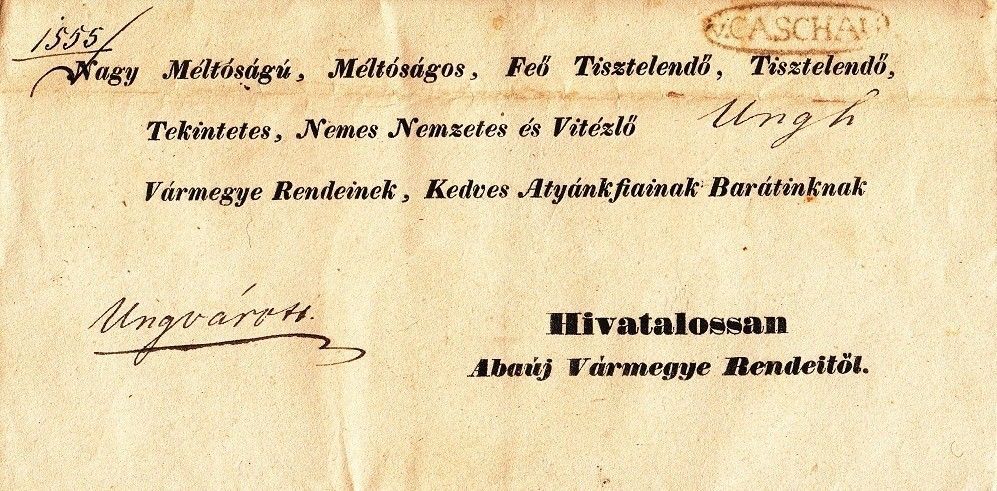 1555
V. CASCHAU
Nagy Méltóságú, Méltóságos, Feő Tisztelendő, Tisztelendő,
Tekintetes, Nemes Nemzetes és Vitézlő Ungh
Vármegye Rendeinek, Kedves Atyánkfiainak Barátinknak
Ungvárott.
Hivatalossan
Abaúj Vármegye Rendeitől.